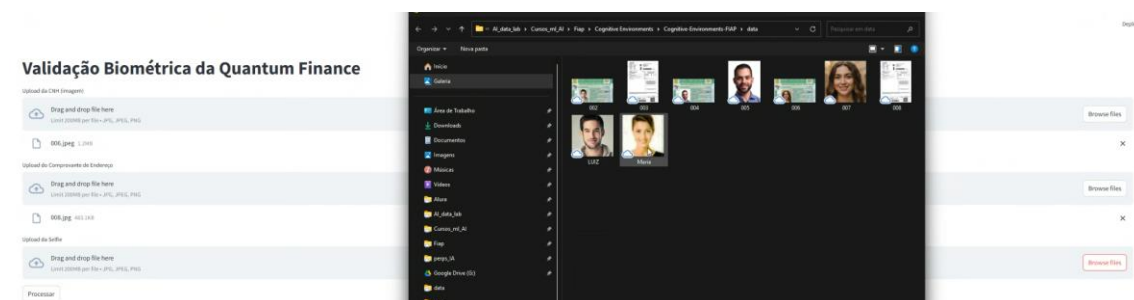 Validação Biométrica da Quantum Finance
Upload da CNH (Imagem)
Drag and drop file here
Limit 200MB per file • JPG, JPEG, PNG
Browse files
006.jpeg 1.2MB
Upload do Comprovante de Endereço
Drag and drop file here
Limit 200MB per file • JPG, JPEG, PNG
Browse files
008.jpg
Upload da Selfie
Drag and drop file here
Limit 200MB per file • JPG, JPEG, PNG
Browse files
Processar
AI_data_lab › Cursos_ml_AI › Fiap › Cognitive Environments › Cognitive-Environments-FIAP › data
Pesquisar em data
Organizar
Nova pasta
Início
Galeria
Área de Trabalho
Downloads
Documentos
Imagens
Músicas
Vídeos
Alura
AI_data_lab
Cursos_ml_AI
Fiap
Google Drive (G:)
data
002
003
004
005
006
007
008
LUIZ
Maria